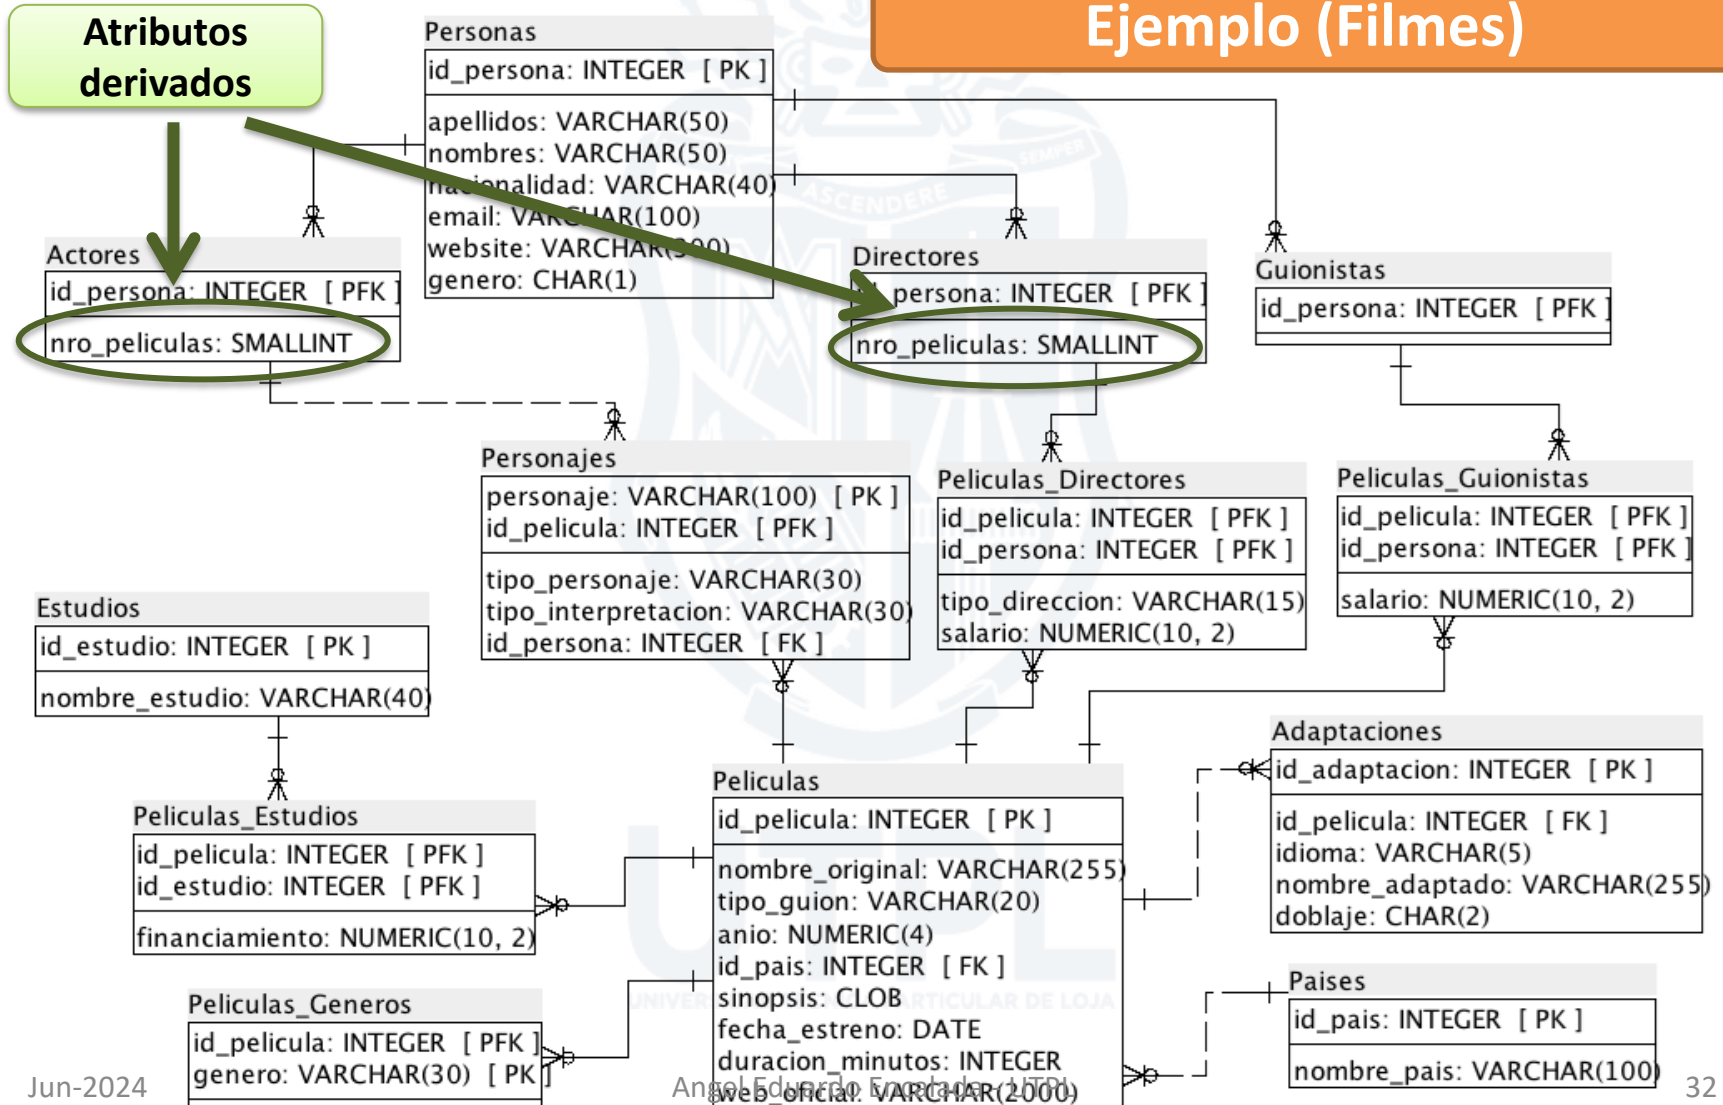 Atributos
derivados
Ejemplo (Filmes)
Personas
id_persona: INTEGER [ PK ]
apellidos: VARCHAR(50)
nombres: VARCHAR(50)
nacionalidad: VARCHAR(40)
email: VARCHAR(100)
website: VARCHAR(300)
genero: CHAR(1)
Actores
id_persona: INTEGER [ PFK ]
nro_peliculas: SMALLINT
Directores
id_persona: INTEGER [ PFK ]
nro_peliculas: SMALLINT
Guionistas
id_persona: INTEGER [ PFK ]
Personajes
personaje: VARCHAR(100) [ PK ]
id_pelicula: INTEGER [ PFK ]
tipo_personaje: VARCHAR(30)
tipo_interpretacion: VARCHAR(30)
id_persona: INTEGER [ FK ]
Peliculas_Directores
id_pelicula: INTEGER [ PFK ]
id_persona: INTEGER [ PFK ]
tipo_direccion: VARCHAR(15)
salario: NUMERIC(10, 2)
Peliculas_Guionistas
id_pelicula: INTEGER [ PFK ]
id_persona: INTEGER [ PFK ]
salario: NUMERIC(10, 2)
Estudios
id_estudio: INTEGER [ PK ]
nombre_estudio: VARCHAR(40)
Peliculas_Estudios
id_pelicula: INTEGER [ PFK ]
id_estudio: INTEGER [ PFK ]
financiamiento: NUMERIC(10, 2)
Peliculas
id_pelicula: INTEGER [ PK ]
nombre_original: VARCHAR(255)
tipo_guion: VARCHAR(20)
anio: NUMERIC(4)
id_pais: INTEGER [ FK ]
sinopsis: CLOB
fecha_estreno: DATE
duracion_minutos: INTEGER
web_oficial: VARCHAR(2000)
Adaptaciones
id_adaptacion: INTEGER [ PK ]
id_pelicula: INTEGER [ FK ]
idioma: VARCHAR(5)
nombre_adaptado: VARCHAR(255)
doblaje: CHAR(2)
Paises
id_pais: INTEGER [ PK ]
nombre_pais: VARCHAR(100)
Peliculas_Generos
id_pelicula: INTEGER [ PFK ]
genero: VARCHAR(30) [ PK ]
ASCENDERE
SEMPER
UTPL
Jun-2024
Angel Eduardo Encalada - UTPL
32